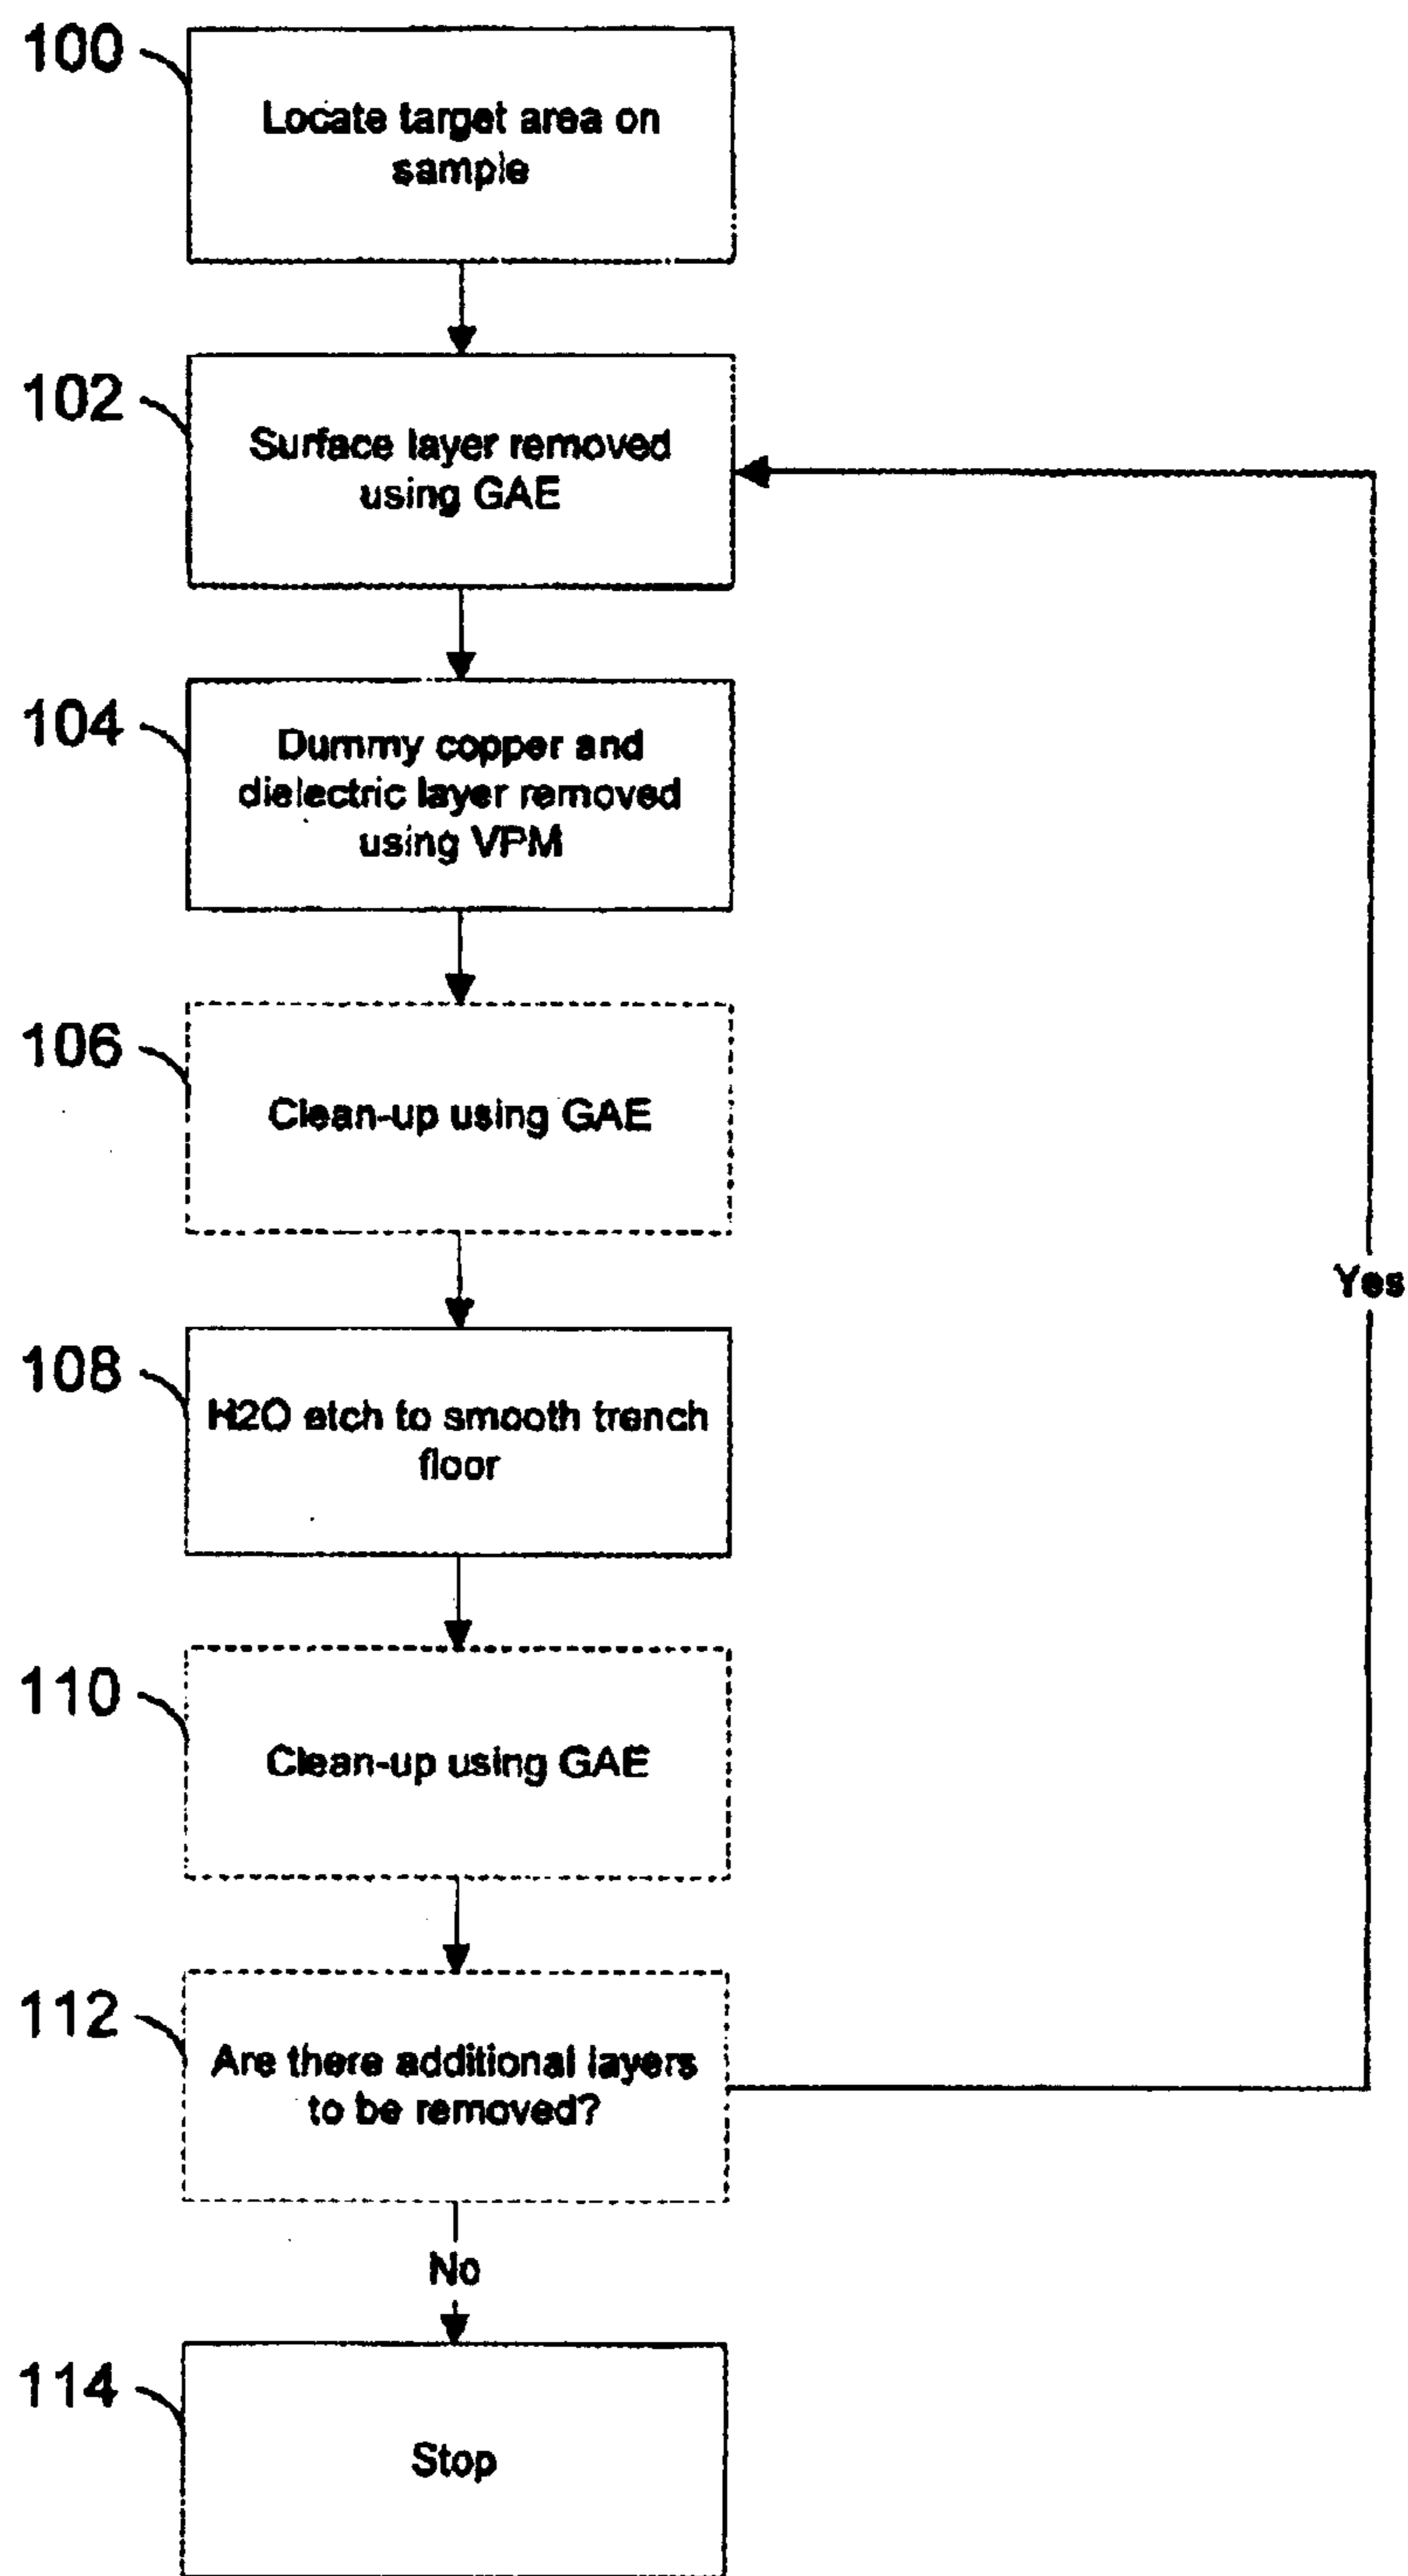 100
Locate target area on
sample
102
Surface layer removed
using GAE
104
Dummy copper and
dielectric layer removed
using VPM
106
Clean-up using GAE
108
H2O etch to smooth trench
floor
110
Clean-up using GAE
112
Are there additional layers
to be removed?
Yes
No
114
Stop